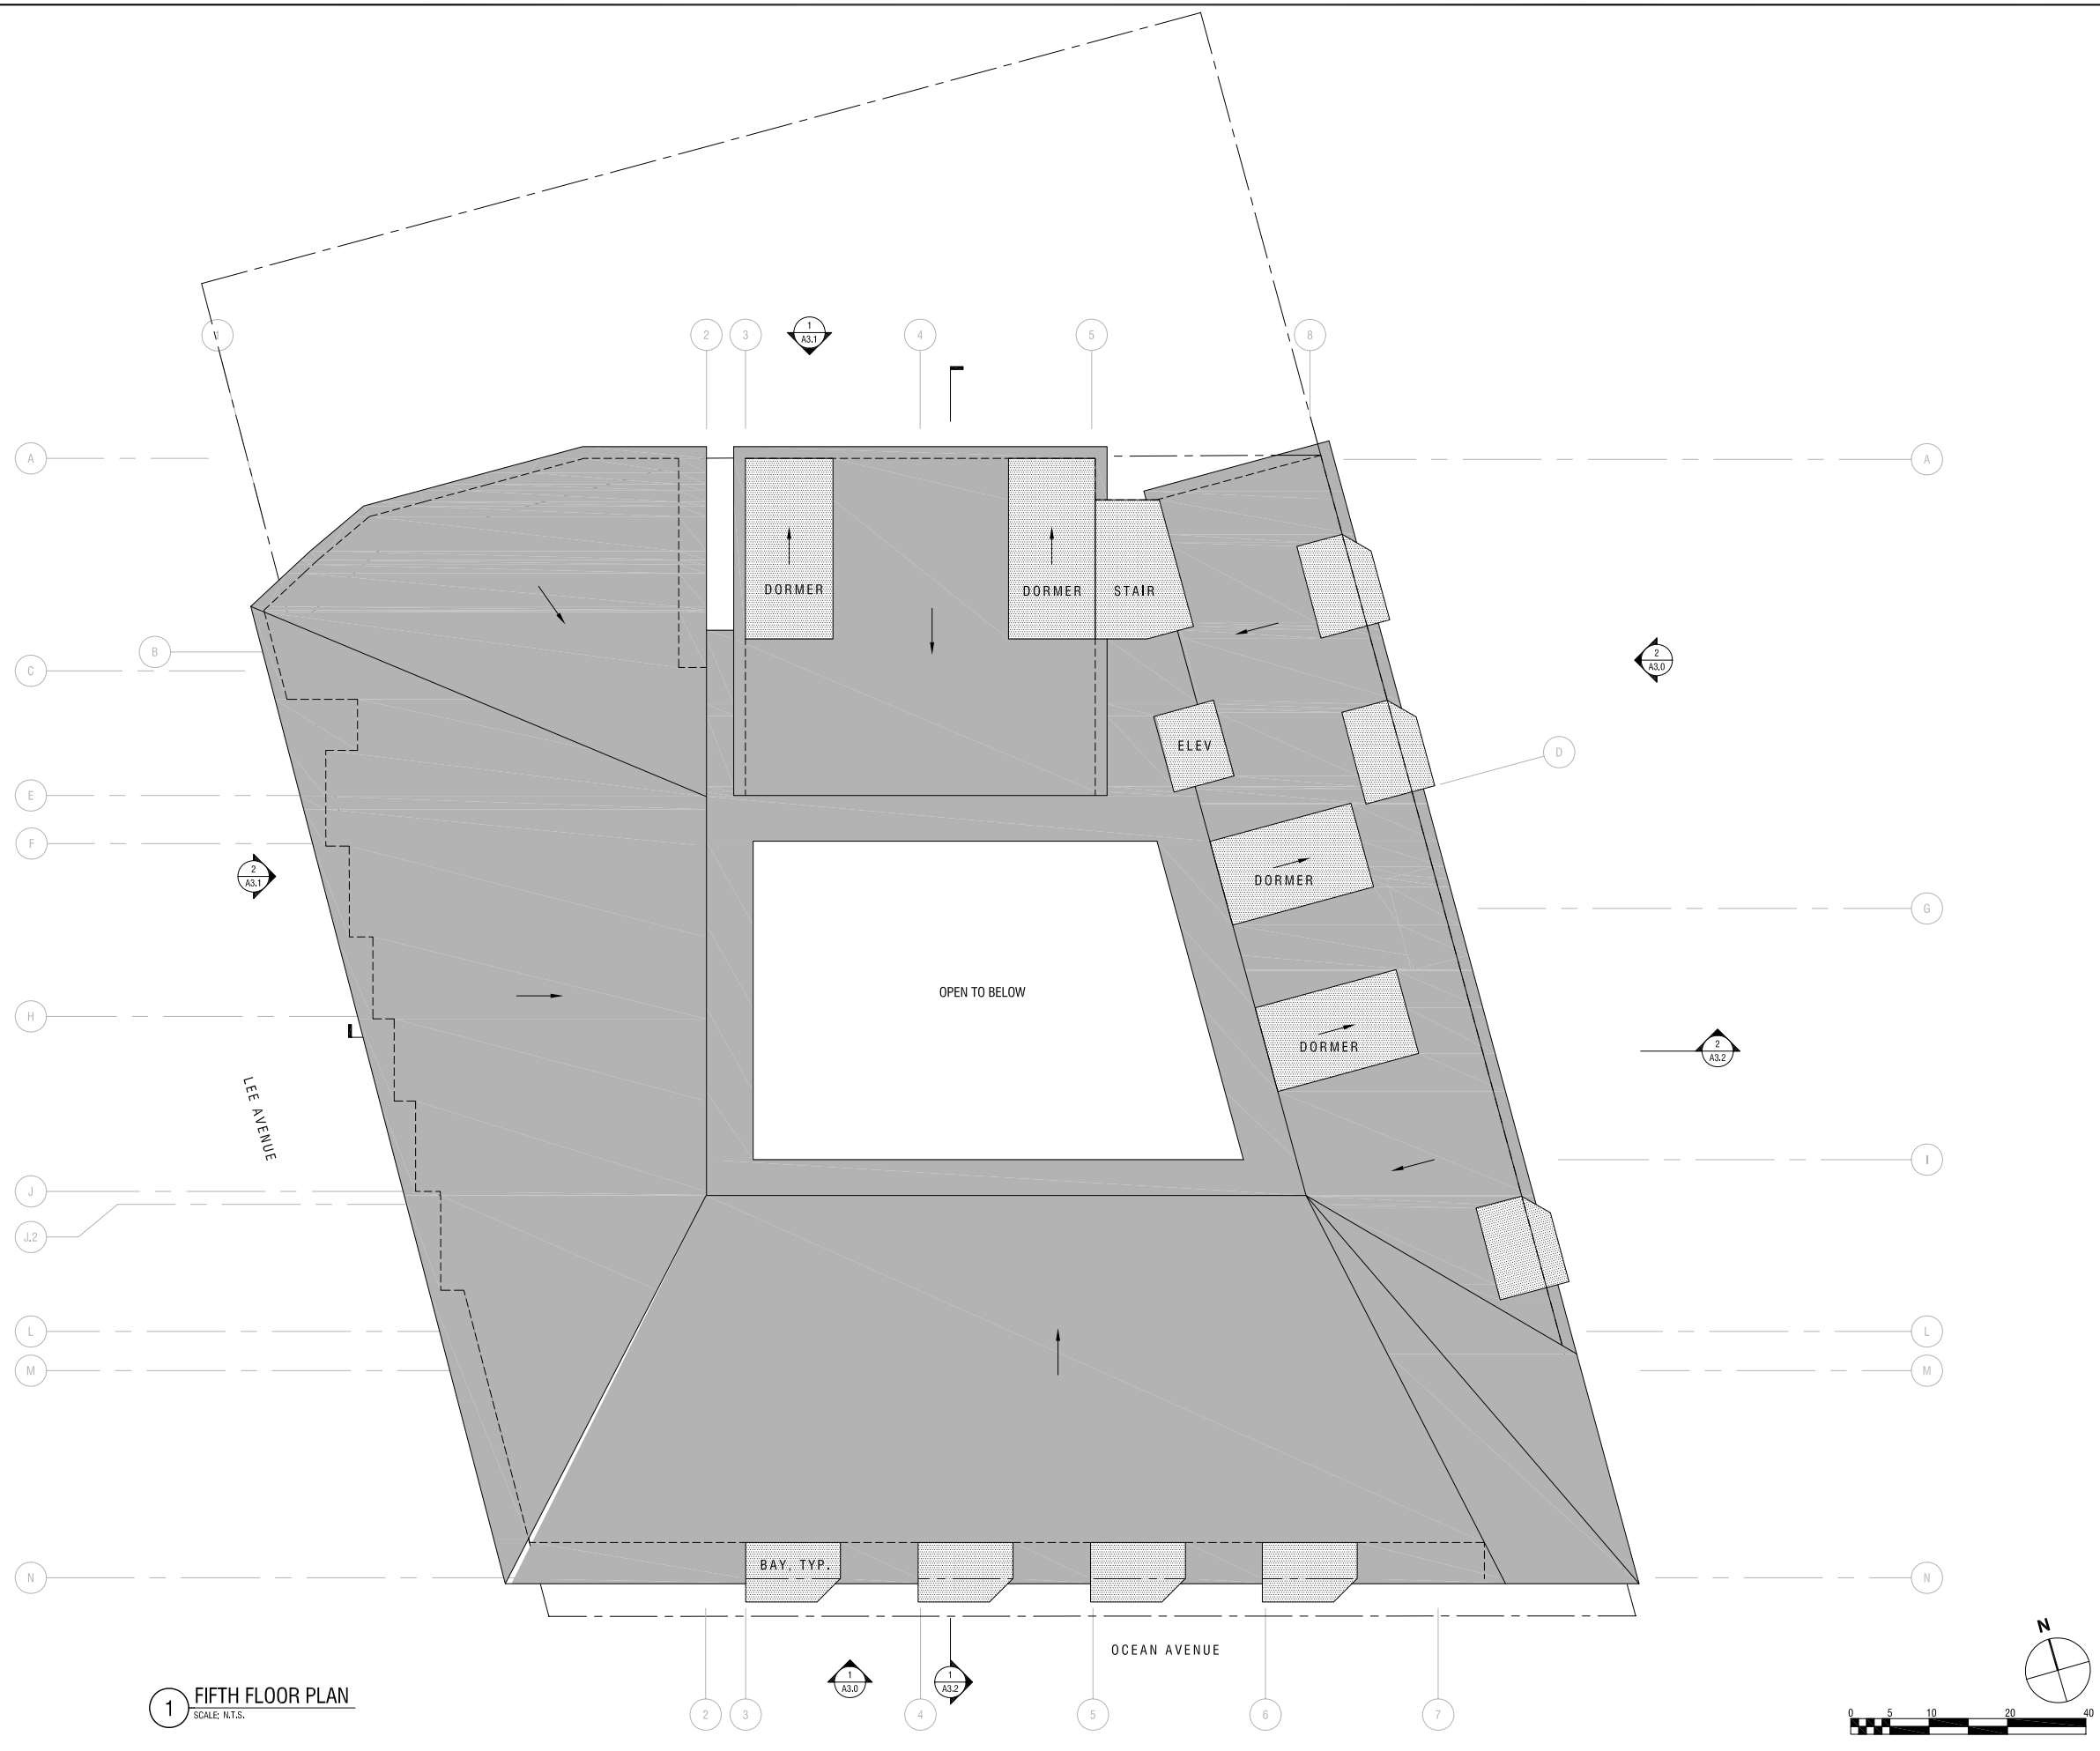 1
2
3
1
A3.1
4
5
8
A
A
DORMER
DORMER
STAIR
B
C
2
A3.0
ELEV
D
E
F
2
A3.1
DORMER
G
OPEN TO BELOW
H
DORMER
2
A3.2
LEE AVENUE
I
J
J.2
L
L
M
M
BAY, TYP.
N
N
OCEAN AVENUE
N
1
A3.0
1
A3.2
1
FIFTH FLOOR PLAN
SCALE: N.T.S.
2
3
4
5
6
7
0 5 10 20 40